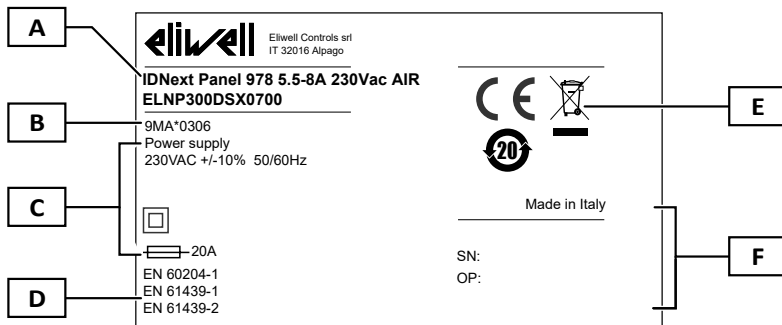 A
eliwell
Eliwell Controls srl
IT 32016 Alpago
IDNext Panel 978 5.5-8A 230Vac AIR
ELNP300DSX0700
B
9MA*0306
Power supply
230VAC +/-10% 50/60Hz
C
20A
D
EN 60204-1
EN 61439-1
EN 61439-2
CE
E
20
Made in Italy
F
SN:
OP: